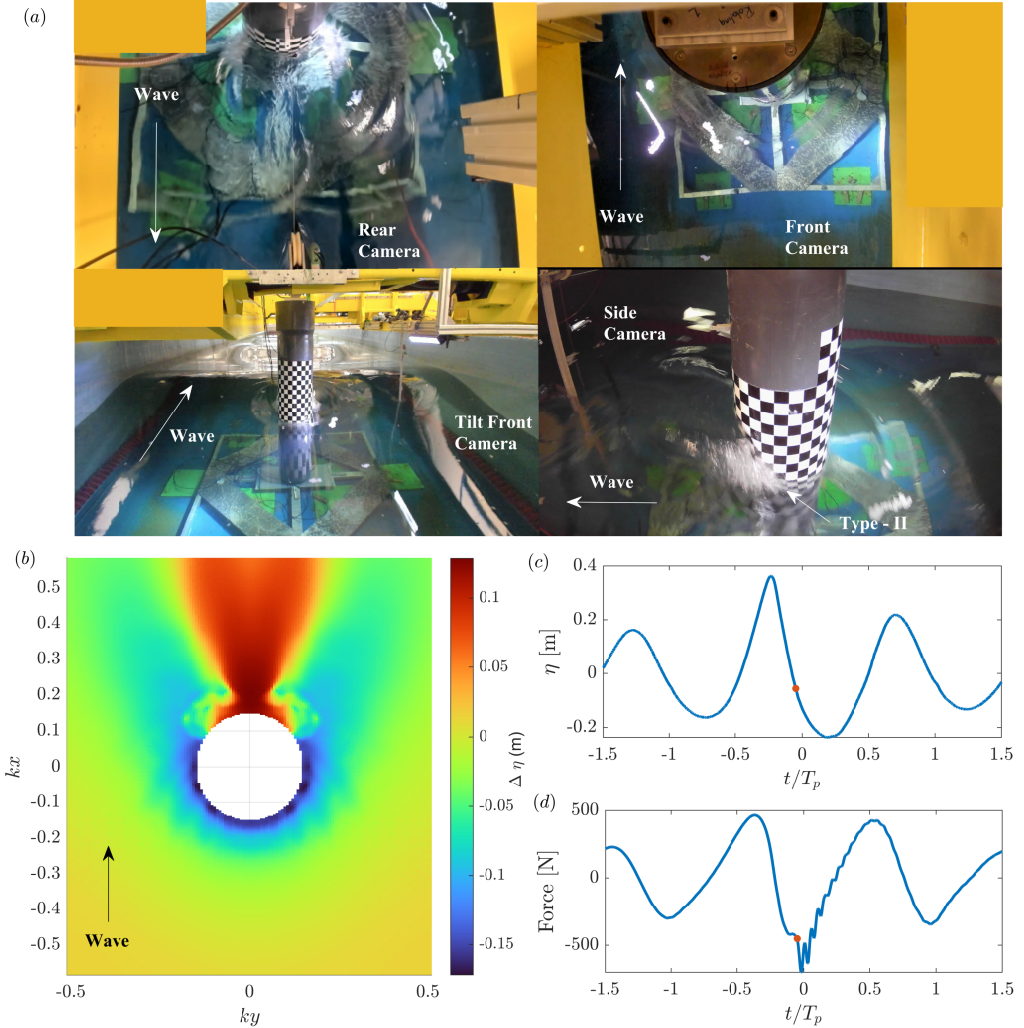 (a)
Wave
Rear
Camera
Wave
Front
Camera
Wave
Tilt Front
Camera
Side
Camera
Wave
Type - II
(b)
0.5
0.4
0.3
0.2
0.1
0
-0.1
-0.2
-0.3
-0.4
-0.5
kx
Wave
-0.5
0
0.5
ky
0.1
0.05
0
-0.05
-0.1
-0.15
Δ η (m)
(c)
0.4
0.2
0
-0.2
η [m]
-1.5
-1
-0.5
0
0.5
1
1.5
t/Tₚ
(d)
500
0
-500
Force [N]
-1.5
-1
-0.5
0
0.5
1
1.5
t/Tₚ